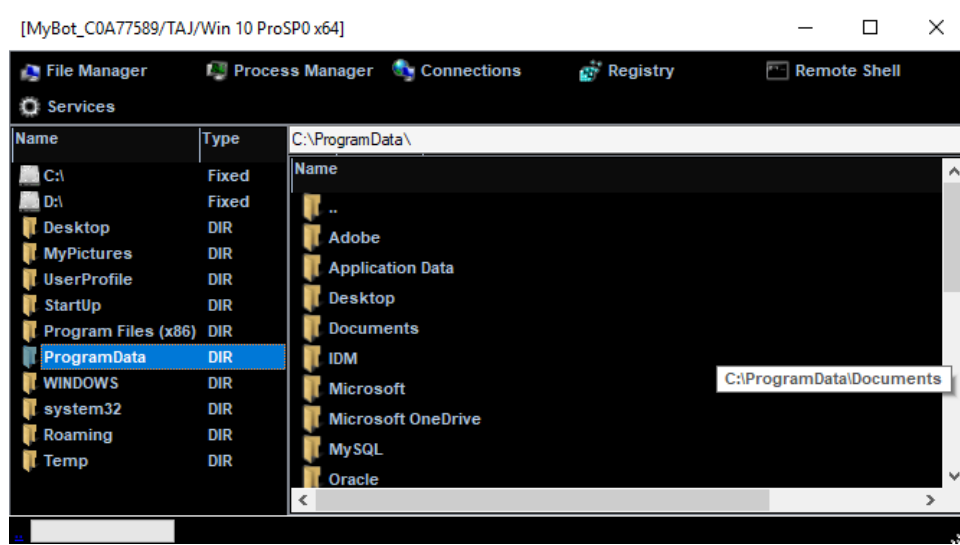 [MyBot_C0A77589/TAJ/Win 10 ProSP0 x64]
File Manager Process Manager Connections Registry Remote Shell
Services
Name Type C:\ProgramData\
Name
C:\ Fixed
D:\ Fixed ..
Desktop DIR Adobe
MyPictures DIR Application Data
UserProfile DIR Desktop
StartUp DIR Documents
Program Files (x86) DIR
ProgramData DIR IDM
WINDOWS DIR Microsoft C:\ProgramData\Documents
system32 DIR Microsoft OneDrive
Roaming DIR MySQL
Temp DIR Oracle
..